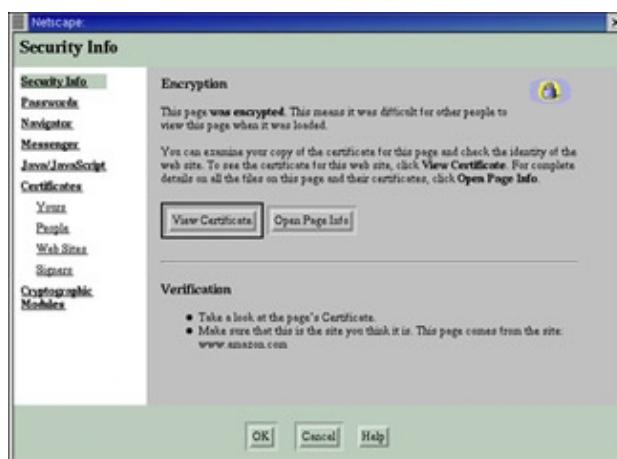 Netscape:
Security Info
Security Info
Passwords
Navigator
Messenger
Java/JavaScript
Certificates
Yours
People
Web Sites
Signers
Cryptographic
Modules
Encryption
This page was encrypted. This means it was difficult for other people to
view this page when it was loaded.
You can examine your copy of the certificate for this page and check the identity of the
web site. To see the certificate for this web site, click View Certificate. For complete
details on all the files on this page and their certificates, click Open Page Info.
View Certificate
Open Page Info
Verification
● Take a look at the page's Certificate.
● Make sure that this is the site you think it is. This page comes from the site:
www.amazon.com
OK
Cancel
Help